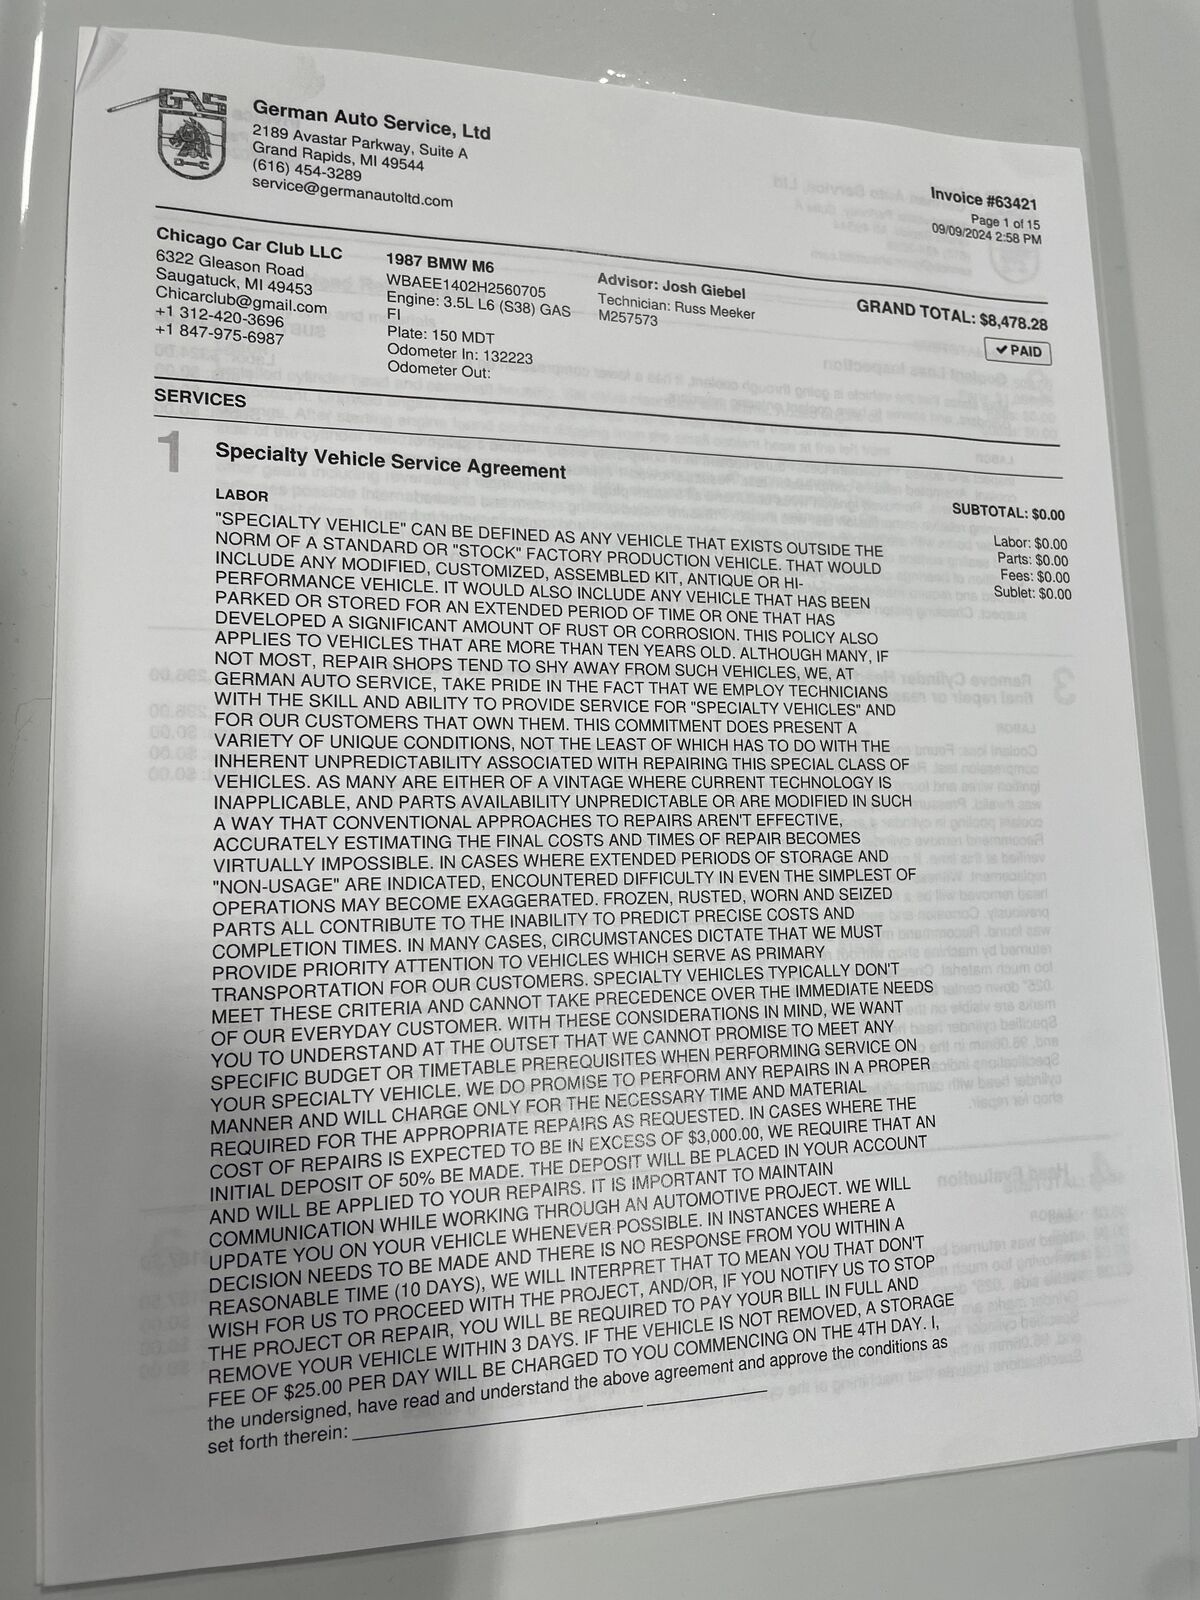 GAS
German Auto Service, Ltd
2189 Avastar Parkway, Suite A
Grand Rapids, MI 49544
(616) 454-3289
service@germanautoltd.com
Invoice #63421
Page 1 of 15
09/09/2024 2:58 PM
Chicago Car Club LLC
6322 Gleason Road
Saugatuck, MI 49453
Chicarclub@gmail.com
+1 312-420-3696
+1 847-975-6987
1987 BMW M6
WBAEE1402H2560705
Engine: 3.5L L6 (S38) GAS
FI
Plate: 150 MDT
Odometer In: 132223
Odometer Out:
Advisor: Josh Giebel
Technician: Russ Meeker
M257573
GRAND TOTAL: $8,478.28
✔ PAID
SERVICES
1 Specialty Vehicle Service Agreement
SUBTOTAL: $0.00
Labor: $0.00
Parts: $0.00
Fees: $0.00
Sublet: $0.00
LABOR
"SPECIALTY VEHICLE" CAN BE DEFINED AS ANY VEHICLE THAT EXISTS OUTSIDE THE
NORM OF A STANDARD OR "STOCK" FACTORY PRODUCTION VEHICLE. THAT WOULD
INCLUDE ANY MODIFIED, CUSTOMIZED, ASSEMBLED KIT, ANTIQUE OR HI-
PERFORMANCE VEHICLE. IT WOULD ALSO INCLUDE ANY VEHICLE THAT HAS BEEN
PARKED OR STORED FOR AN EXTENDED PERIOD OF TIME OR ONE THAT HAS
DEVELOPED A SIGNIFICANT AMOUNT OF RUST OR CORROSION. THIS POLICY ALSO
APPLIES TO VEHICLES THAT ARE MORE THAN TEN YEARS OLD. ALTHOUGH MANY, IF
NOT MOST, REPAIR SHOPS TEND TO SHY AWAY FROM SUCH VEHICLES, WE, AT
GERMAN AUTO SERVICE, TAKE PRIDE IN THE FACT THAT WE EMPLOY TECHNICIANS
WITH THE SKILL AND ABILITY TO PROVIDE SERVICE FOR "SPECIALTY VEHICLES" AND
FOR OUR CUSTOMERS THAT OWN THEM. THIS COMMITMENT DOES PRESENT A
VARIETY OF UNIQUE CONDITIONS, NOT THE LEAST OF WHICH HAS TO DO WITH THE
INHERENT UNPREDICTABILITY ASSOCIATED WITH REPAIRING THIS SPECIAL CLASS OF
VEHICLES. AS MANY ARE EITHER OF A VINTAGE WHERE CURRENT TECHNOLOGY IS
INAPPLICABLE, AND PARTS AVAILABILITY UNPREDICTABLE OR ARE MODIFIED IN SUCH
A WAY THAT CONVENTIONAL APPROACHES TO REPAIRS AREN'T EFFECTIVE,
ACCURATELY ESTIMATING THE FINAL COSTS AND TIMES OF REPAIR BECOMES
VIRTUALLY IMPOSSIBLE. IN CASES WHERE EXTENDED PERIODS OF STORAGE AND
"NON-USAGE" ARE INDICATED, ENCOUNTERED DIFFICULTY IN EVEN THE SIMPLEST OF
OPERATIONS MAY BECOME EXAGGERATED. FROZEN, RUSTED, WORN AND SEIZED
PARTS ALL CONTRIBUTE TO THE INABILITY TO PREDICT PRECISE COSTS AND
COMPLETION TIMES. IN MANY CASES, CIRCUMSTANCES DICTATE THAT WE MUST
PROVIDE PRIORITY ATTENTION TO VEHICLES WHICH SERVE AS PRIMARY
TRANSPORTATION FOR OUR CUSTOMERS. SPECIALTY VEHICLES TYPICALLY DON'T
MEET THESE CRITERIA AND CANNOT TAKE PRECEDENCE OVER THE IMMEDIATE NEEDS
OF OUR EVERYDAY CUSTOMER. WITH THESE CONSIDERATIONS IN MIND, WE WANT
YOU TO UNDERSTAND AT THE OUTSET THAT WE CANNOT PROMISE TO MEET ANY
SPECIFIC BUDGET OR TIMETABLE PREREQUISITES WHEN PERFORMING SERVICE ON
YOUR SPECIALTY VEHICLE. WE DO PROMISE TO PERFORM ANY REPAIRS IN A PROPER
MANNER AND WILL CHARGE ONLY FOR THE NECESSARY TIME AND MATERIAL
REQUIRED FOR THE APPROPRIATE REPAIRS AS REQUESTED. IN CASES WHERE THE
COST OF REPAIRS IS EXPECTED TO BE IN EXCESS OF $3,000.00, WE REQUIRE THAT AN
INITIAL DEPOSIT OF 50% BE MADE. THE DEPOSIT WILL BE PLACED IN YOUR ACCOUNT
AND WILL BE APPLIED TO YOUR REPAIRS. IT IS IMPORTANT TO MAINTAIN
COMMUNICATION WHILE WORKING THROUGH AN AUTOMOTIVE PROJECT. WE WILL
UPDATE YOU ON YOUR VEHICLE WHENEVER POSSIBLE. IN INSTANCES WHERE A
DECISION NEEDS TO BE MADE AND THERE IS NO RESPONSE FROM YOU WITHIN A
REASONABLE TIME (10 DAYS), WE WILL INTERPRET THAT TO MEAN YOU THAT DON'T
WISH FOR US TO PROCEED WITH THE PROJECT, AND/OR, IF YOU NOTIFY US TO STOP
THE PROJECT OR REPAIR, YOU WILL BE REQUIRED TO PAY YOUR BILL IN FULL AND
REMOVE YOUR VEHICLE WITHIN 3 DAYS. IF THE VEHICLE IS NOT REMOVED, A STORAGE
FEE OF $25.00 PER DAY WILL BE CHARGED TO YOU COMMENCING ON THE 4TH DAY. I,
the undersigned, have read and understand the above agreement and approve the conditions as
set forth therein: